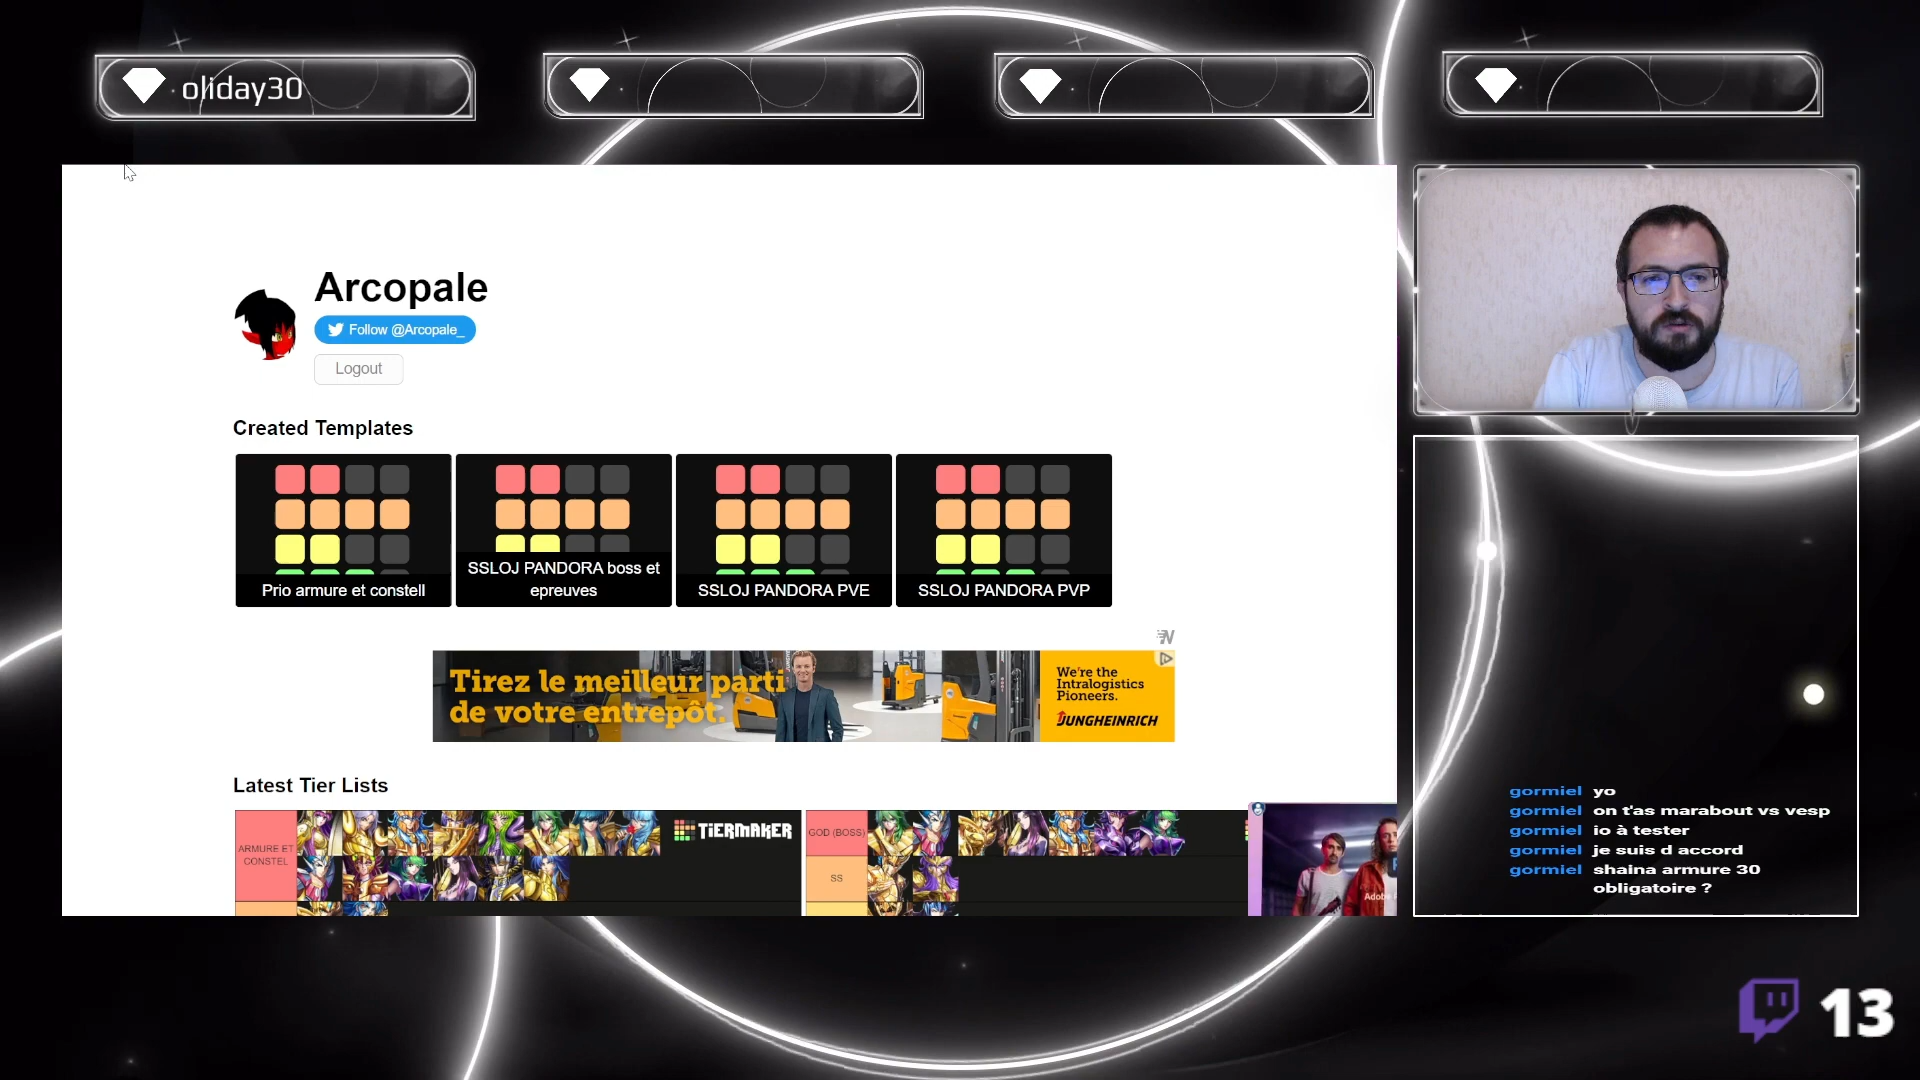 oliday30
Arcopale
Follow @Arcopale_
Logout
Created Templates
Prio armure et constell
SSLOJ PANDORA boss et
epreuves
SSLOJ PANDORA PVE
SSLOJ PANDORA PVP
Tirez le meilleur parti
de votre entrepôt.
We're the
Intralogistics
Pioneers.
JUNGHEINRICH
Latest Tier Lists
ARMURE ET
CONSTEL
TiERMAKER
GOD (BOSS)
SS
Adobe
gormiel yo
gormiel on t'as marabout vs vesp
gormiel io à tester
gormiel je suis d accord
gormiel shaina armure 30
obligatoire ?
13